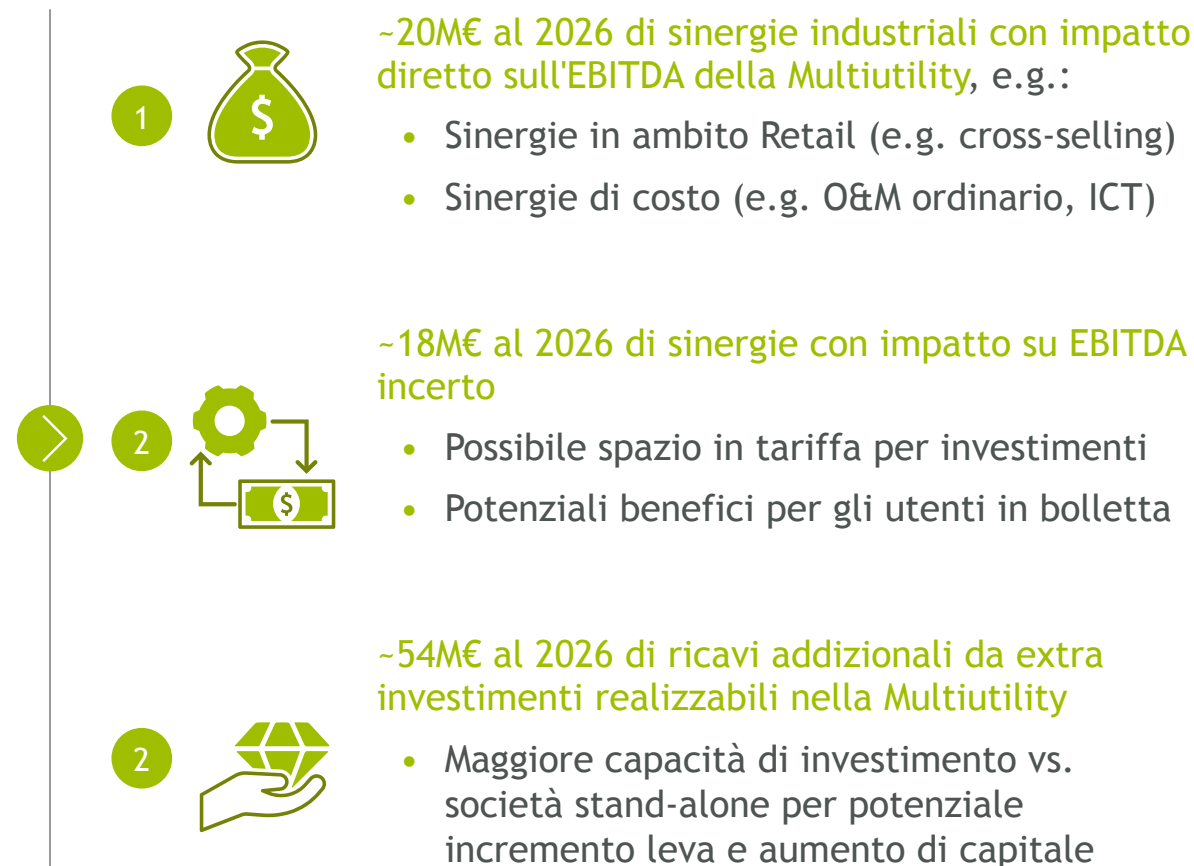 1
$
~20M€ al 2026 di sinergie industriali con impatto
diretto sull'EBITDA della Multiutility, e.g.:
• Sinergie in ambito Retail (e.g. cross-selling)
• Sinergie di costo (e.g. O&M ordinario, ICT)
2
$
~18M€ al 2026 di sinergie con impatto su EBITDA
incerto
• Possibile spazio in tariffa per investimenti
• Potenziali benefici per gli utenti in bolletta
2
~54M€ al 2026 di ricavi addizionali da extra
investimenti realizzabili nella Multiutility
• Maggiore capacità di investimento vs.
società stand-alone per potenziale
incremento leva e aumento di capitale